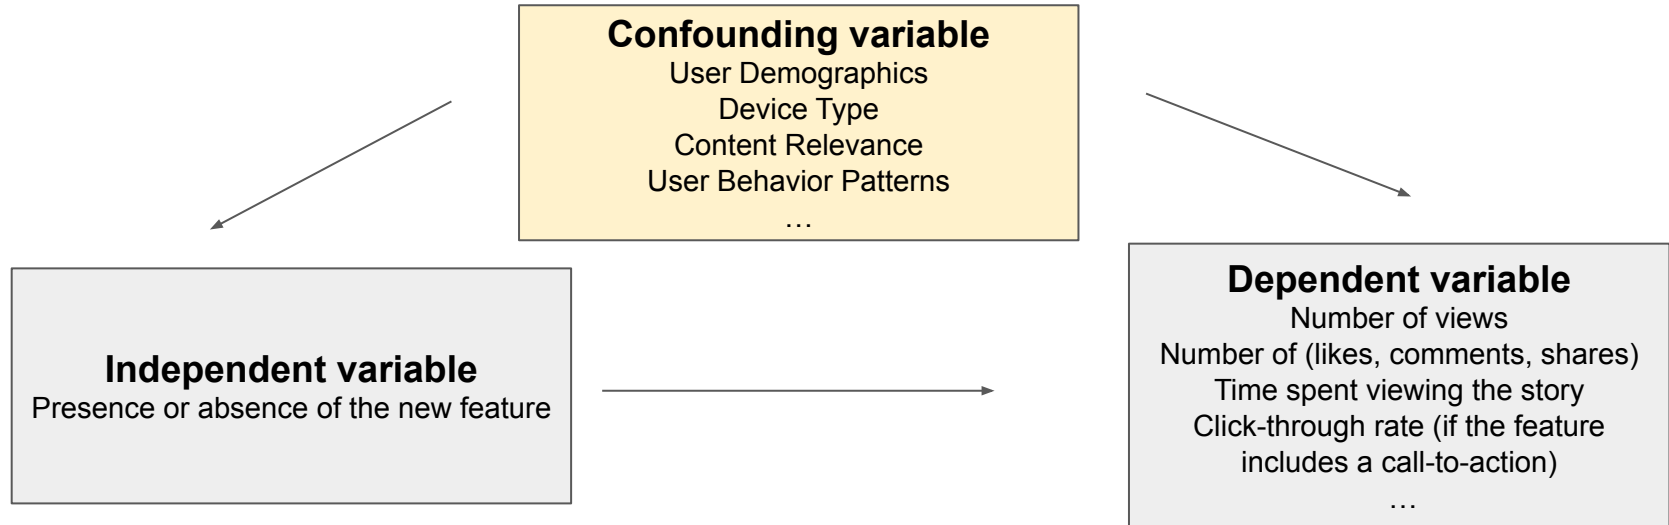 Confounding variable
User Demographics
Device Type
Content Relevance
User Behavior Patterns
…
Independent variable
Presence or absence of the new feature
Dependent variable
Number of views
Number of (likes, comments, shares)
Time spent viewing the story
Click-through rate (if the feature
includes a call-to-action)
…